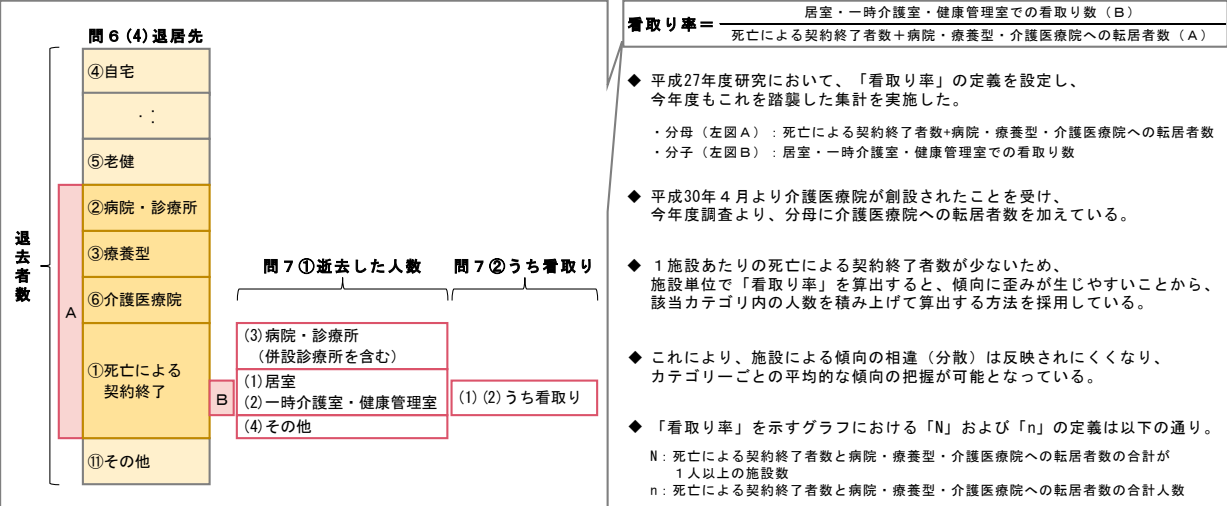 問６(4)退居先
④自宅
・：
⑤老健
②病院・診療所
③療養型
⑥介護医療院
①死亡による
契約終了
⑪その他
退去者数
A
B
問７①逝去した人数
(3)病院・診療所
（併設診療所を含む）
(1)居室
(2)一時介護室・健康管理室
(4)その他
問７②うち看取り
(1)(2)うち看取り
看取り率＝
居室・一時介護室・健康管理室での看取り数（Ｂ）
死亡による契約終了者数＋病院・療養型・介護医療院への転居者数（Ａ）
◆ 平成27年度研究において、「看取り率」の定義を設定し、
今年度もこれを踏襲した集計を実施した。
・分母（左図Ａ）：死亡による契約終了者数+病院・療養型・介護医療院への転居者数
・分子（左図Ｂ）：居室・一時介護室・健康管理室での看取り数
◆ 平成30年４月より介護医療院が創設されたことを受け、
今年度調査より、分母に介護医療院への転居者数を加えている。
◆ １施設あたりの死亡による契約終了者数が少ないため、
施設単位で「看取り率」を算出すると、傾向に歪みが生じやすいことから、
該当カテゴリ内の人数を積み上げて算出する方法を採用している。
◆ これにより、施設による傾向の相違（分散）は反映されにくくなり、
カテゴリーごとの平均的な傾向の把握が可能となっている。
◆ 「看取り率」を示すグラフにおける「N」および「n」の定義は以下の通り。
N：死亡による契約終了者数と病院・療養型・介護医療院への転居者数の合計が
１人以上の施設数
n：死亡による契約終了者数と病院・療養型・介護医療院への転居者数の合計人数